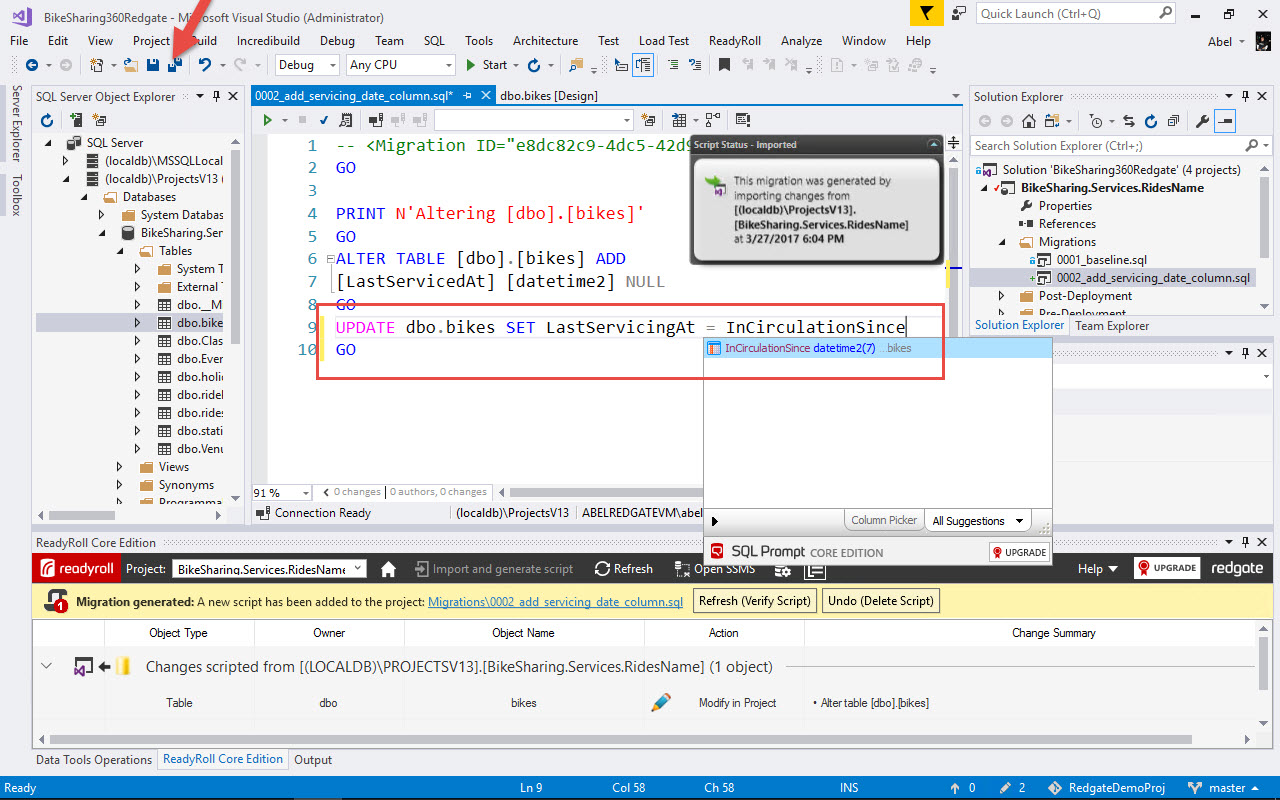 BikeSharing360Redgate - Microsoft Visual Studio (Administrator)
Quick Launch (Ctrl+Q)
File Edit View Project Build Incredibuild Debug Team SQL Tools Architecture Test Load Test ReadyRoll Analyze Window Help
Abel
Debug Any CPU Start
Server Explorer
Toolbox
SQL Server Object Explorer
SQL Server
(localdb)\MSSQLLocal
(localdb)\ProjectsV13
Databases
System Databas
BikeSharing.Ser
Tables
System T
External T
dbo.__M
dbo.bike
dbo.Clas
dbo.Even
dbo.holic
dbo.ridel
dbo.rides
dbo.stati
dbo.Venu
Views
Synonyms
Programma
0002_add_servicing_date_column.sql* dbo.bikes [Design]
1 -- <Migration ID="e8dc82c9-4dc5-42d9
2 GO
3
4 PRINT N'Altering [dbo].[bikes]'
5 GO
6 ALTER TABLE [dbo].[bikes] ADD
7 [LastServicedAt] [datetime2] NULL
8 GO
9 UPDATE dbo.bikes SET LastServicingAt = InCirculationSince
10 GO
Script Status - Imported
This migration was generated by
importing changes from
[(localdb)\ProjectsV13].
[BikeSharing.Services.RidesName]
at 3/27/2017 6:04 PM
InCirculationSince datetime2(7) ...bikes
Column Picker All Suggestions
SQL Prompt CORE EDITION UPGRADE
91 % 0 changes | 0 authors, 0 changes
Connection Ready (localdb)\ProjectsV13 ABELREDGATEVM\abel
Solution Explorer
Search Solution Explorer (Ctrl+;)
Solution 'BikeSharing360Redgate' (4 projects)
BikeSharing.Services.RidesName
Properties
References
Migrations
0001_baseline.sql
0002_add_servicing_date_column.sql
Post-Deployment
Pre-Deployment
Solution Explorer Team Explorer
ReadyRoll Core Edition
readyroll Project: BikeSharing.Services.RidesName Import and generate script Refresh Open SSMS Help UPGRADE redgate
1 Migration generated: A new script has been added to the project: Migrations\0002_add_servicing_date_column.sql Refresh (Verify Script) Undo (Delete Script)
Object Type Owner Object Name Action Change Summary
Changes scripted from [(LOCALDB)\PROJECTSV13].[BikeSharing.Services.RidesName] (1 object)
Table dbo bikes Modify in Project • Alter table [dbo].[bikes]
Data Tools Operations ReadyRoll Core Edition Output
Ready Ln 9 Col 58 Ch 58 INS 0 2 RedgateDemoProj master